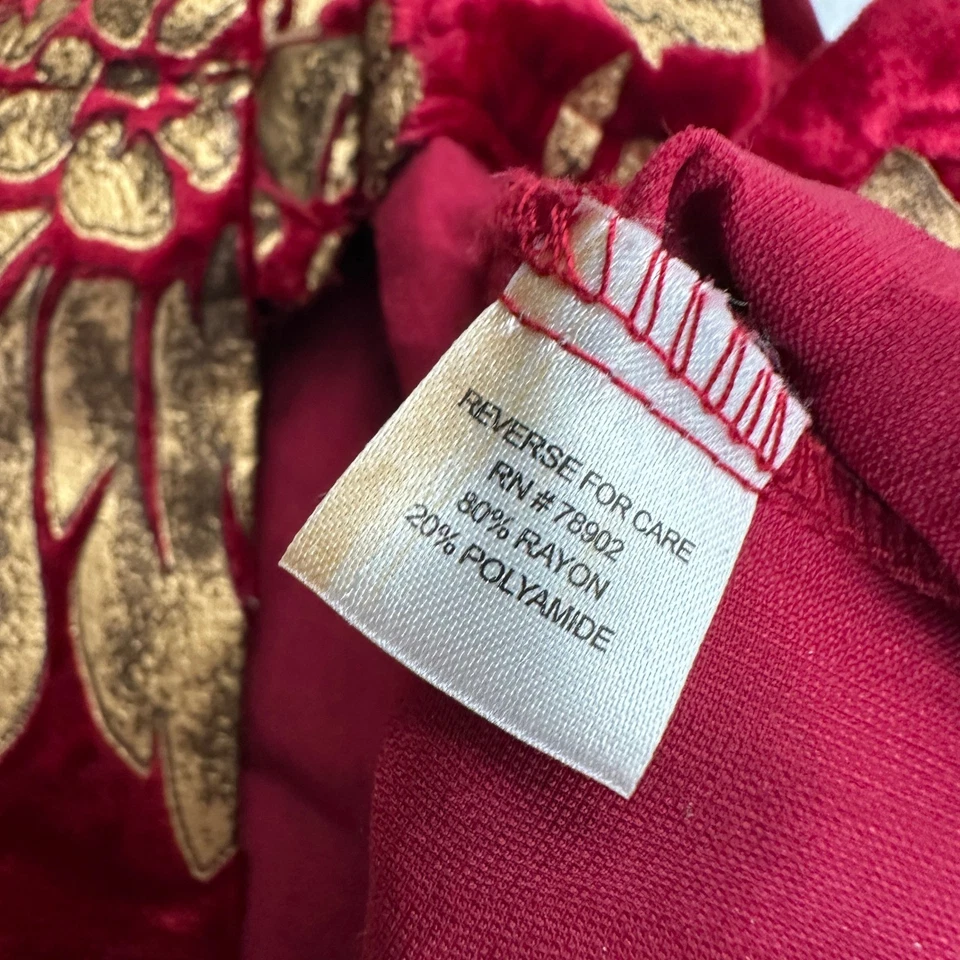 REVERSE FOR CARE
RN # 78902
80% RAYON
20% POLYAMIDE